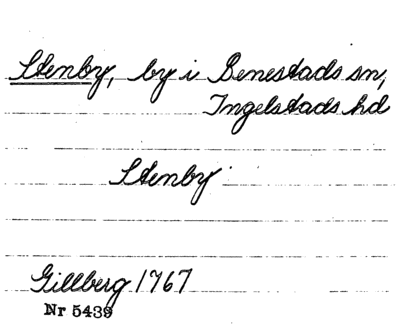 Stenby, by i Benestads sn,
Ingelstads hd
Stenby
Gillberg 1767
Nr 5439